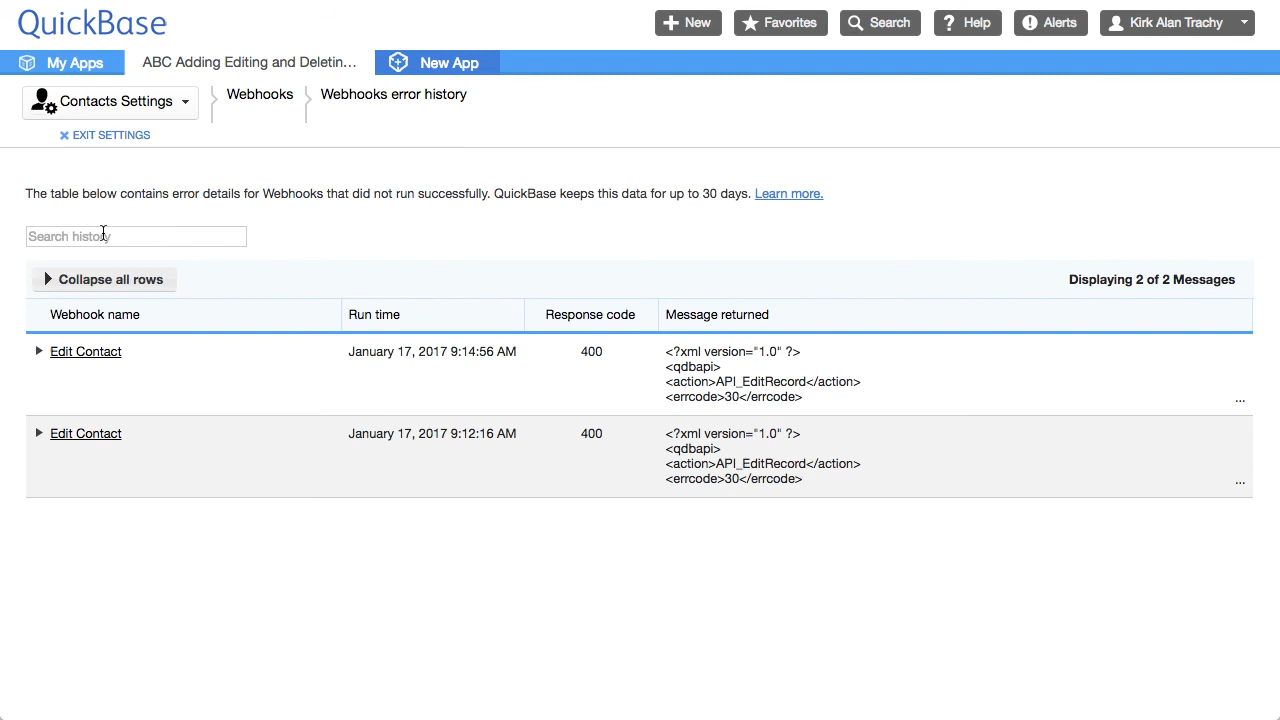 QuickBase
New
Favorites
Search
Help
Alerts
Kirk Alan Trachy
My Apps
ABC Adding Editing and Deletin...
New App
Contacts Settings
Webhooks
Webhooks error history
EXIT SETTINGS
The table below contains error details for Webhooks that did not run successfully. QuickBase keeps this data for up to 30 days. Learn more.
Search history
Collapse all rows
Displaying 2 of 2 Messages
Webhook name
Run time
Response code
Message returned
Edit Contact
January 17, 2017 9:14:56 AM
400
<?xml version="1.0" ?>
<qdbapi>
<action>API_EditRecord</action>
<errcode>30</errcode>
...
Edit Contact
January 17, 2017 9:12:16 AM
400
<?xml version="1.0" ?>
<qdbapi>
<action>API_EditRecord</action>
<errcode>30</errcode>
...